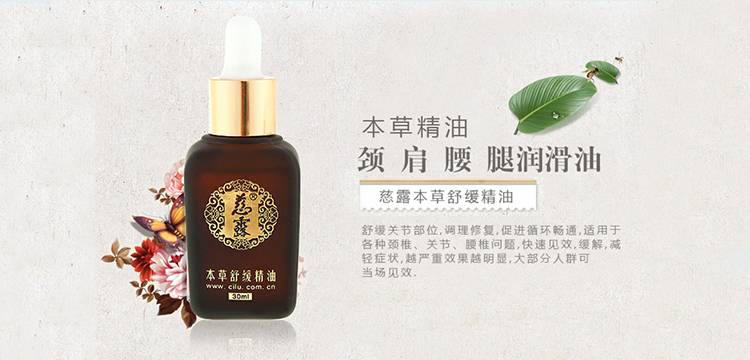 慈露
本草舒缓精油
www.cilu.com.cn
30ml
本草精油
颈 肩 腰 腿润滑油
慈露本草舒缓精油
舒缓关节部位,调理修复,促进循环畅通,适用于
各种颈椎、关节、腰椎问题,快速见效,缓解,减
轻症状,越严重效果越明显,大部分人群可
当场见效.